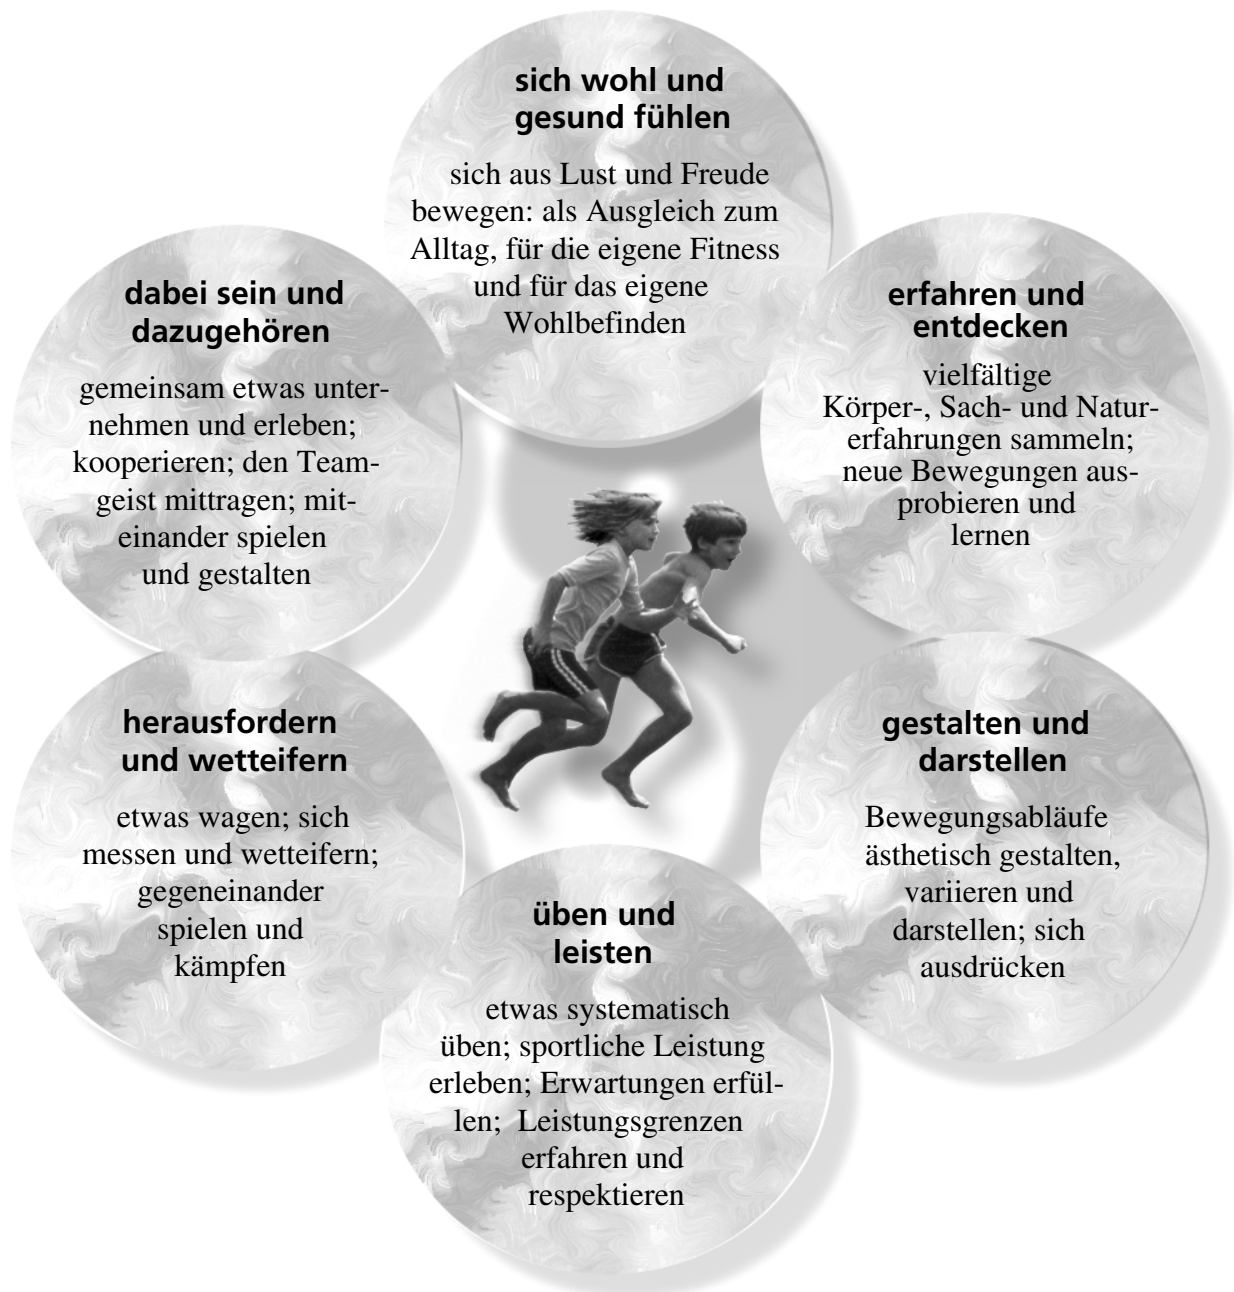 sich wohl und
gesund fühlen
sich aus Lust und Freude
bewegen: als Ausgleich zum
Alltag, für die eigene Fitness
und für das eigene
Wohlbefinden
dabei sein und
dazugehören
gemeinsam etwas unter-
nehmen und erleben;
kooperieren; den Team-
geist mittragen; mit-
einander spielen
und gestalten
erfahren und
entdecken
vielfältige
Körper-, Sach- und Natur-
erfahrungen sammeln;
neue Bewegungen aus-
probieren und
lernen
herausfordern
und wetteifern
etwas wagen; sich
messen und wetteifern;
gegeneinander
spielen und
kämpfen
gestalten und
darstellen
Bewegungsabläufe
ästhetisch gestalten,
variieren und
darstellen; sich
ausdrücken
üben und
leisten
etwas systematisch
üben; sportliche Leistung
erleben; Erwartungen erfül-
len;  Leistungsgrenzen
erfahren und
respektieren